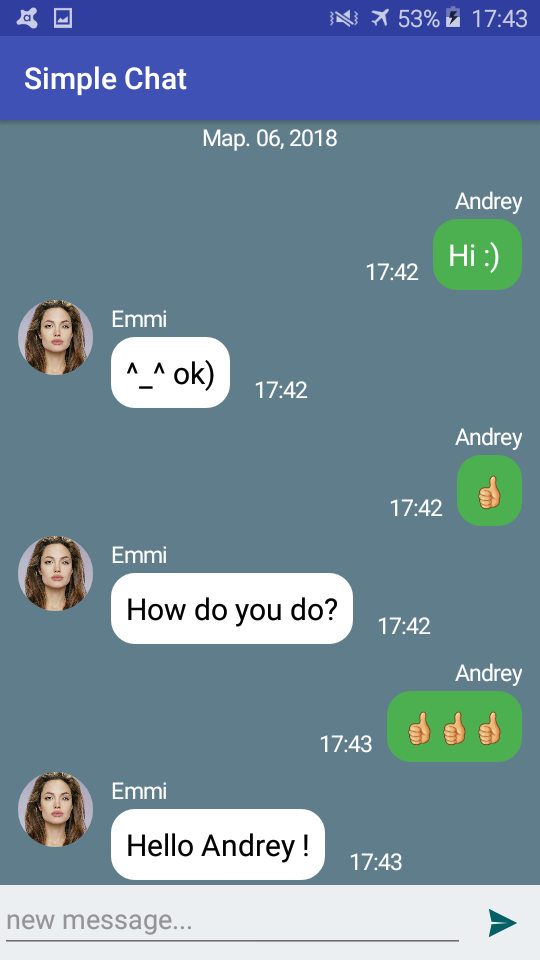 53% 17:43
Simple Chat
Мар. 06, 2018
Andrey
17:42 Hi :)
Emmi
^_^ ok) 17:42
Andrey
17:42 👍
Emmi
How do you do? 17:42
Andrey
17:43 👍👍👍
Emmi
Hello Andrey ! 17:43
new message...